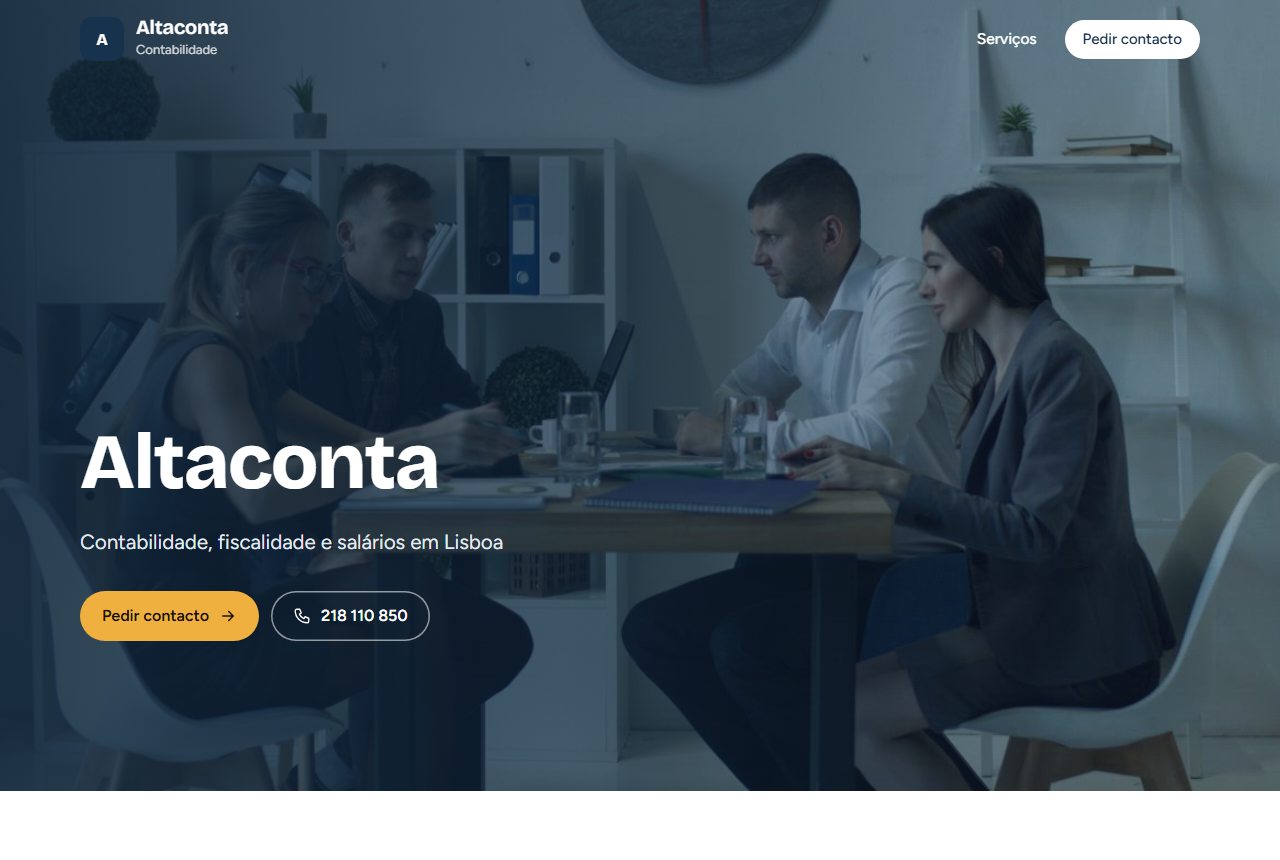 A
Altaconta
Contabilidade
Serviços
Pedir contacto
Altaconta
Contabilidade, fiscalidade e salários em Lisboa
Pedir contacto
218 110 850